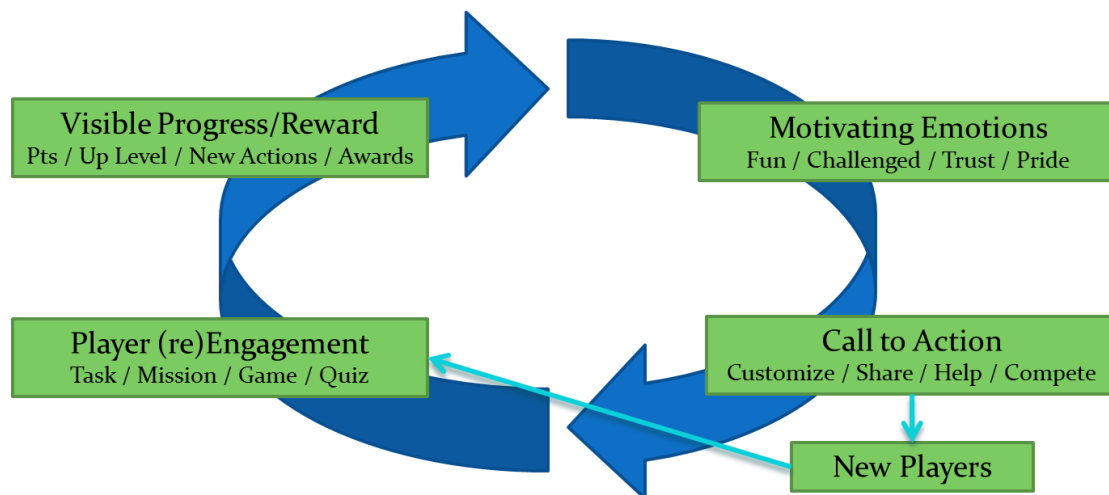 Visible Progress/Reward
Pts / Up Level / New Actions / Awards
Motivating Emotions
Fun / Challenged / Trust / Pride
Player (re)Engagement
Task / Mission / Game / Quiz
Call to Action
Customize / Share / Help / Compete
New Players